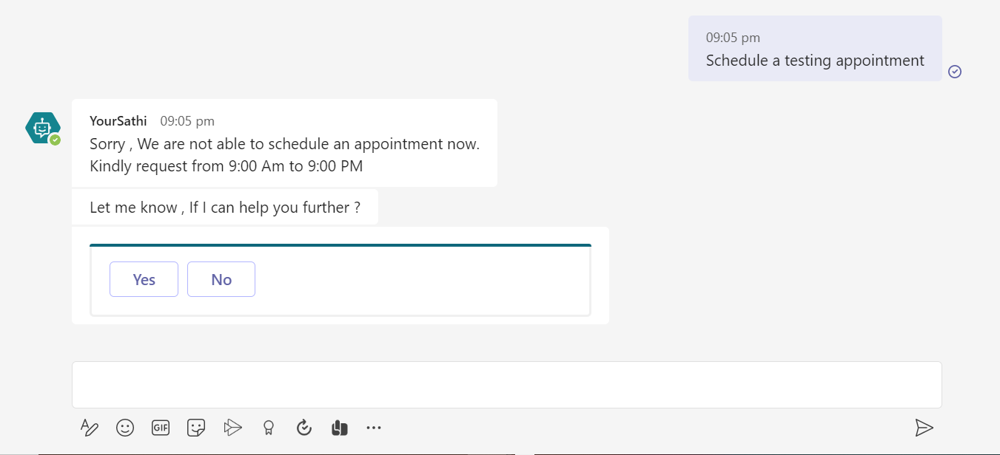 09:05 pm
Schedule a testing appointment
YourSathi 09:05 pm
Sorry , We are not able to schedule an appointment now.
Kindly request from 9:00 Am to 9:00 PM
Let me know , If I can help you further ?
Yes No
GIF